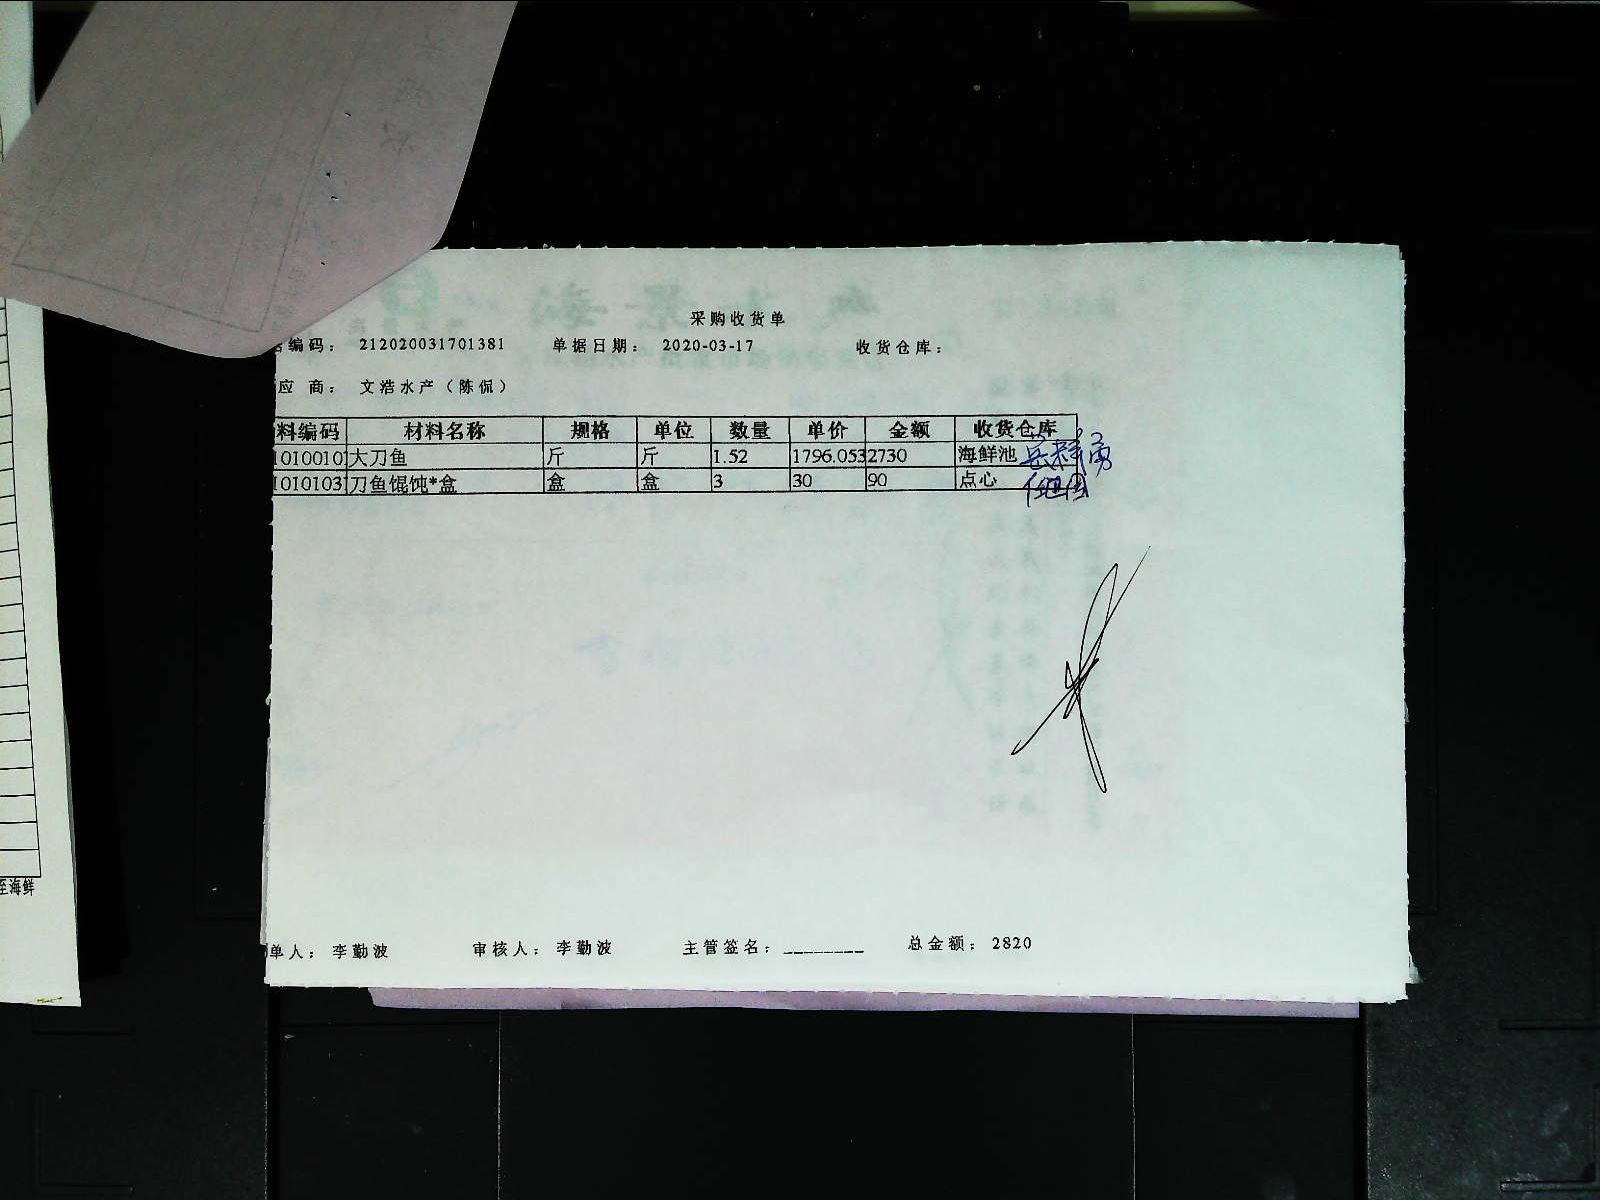 采购收货单
编码： 212020031701381 单据日期： 2020-03-17 收货仓库：
应 商： 文浩水产（陈侃）
料编码 材料名称 规格 单位 数量 单价 金额 收货仓库
1010010 大刀鱼 斤 斤 1.52 1796.053 2730 海鲜池
1010103 刀鱼馄饨*盒 盒 盒 3 30 90 点心
单人： 李勤波 审核人： 李勤波 主管签名：________ 总金额： 2820
至海鲜